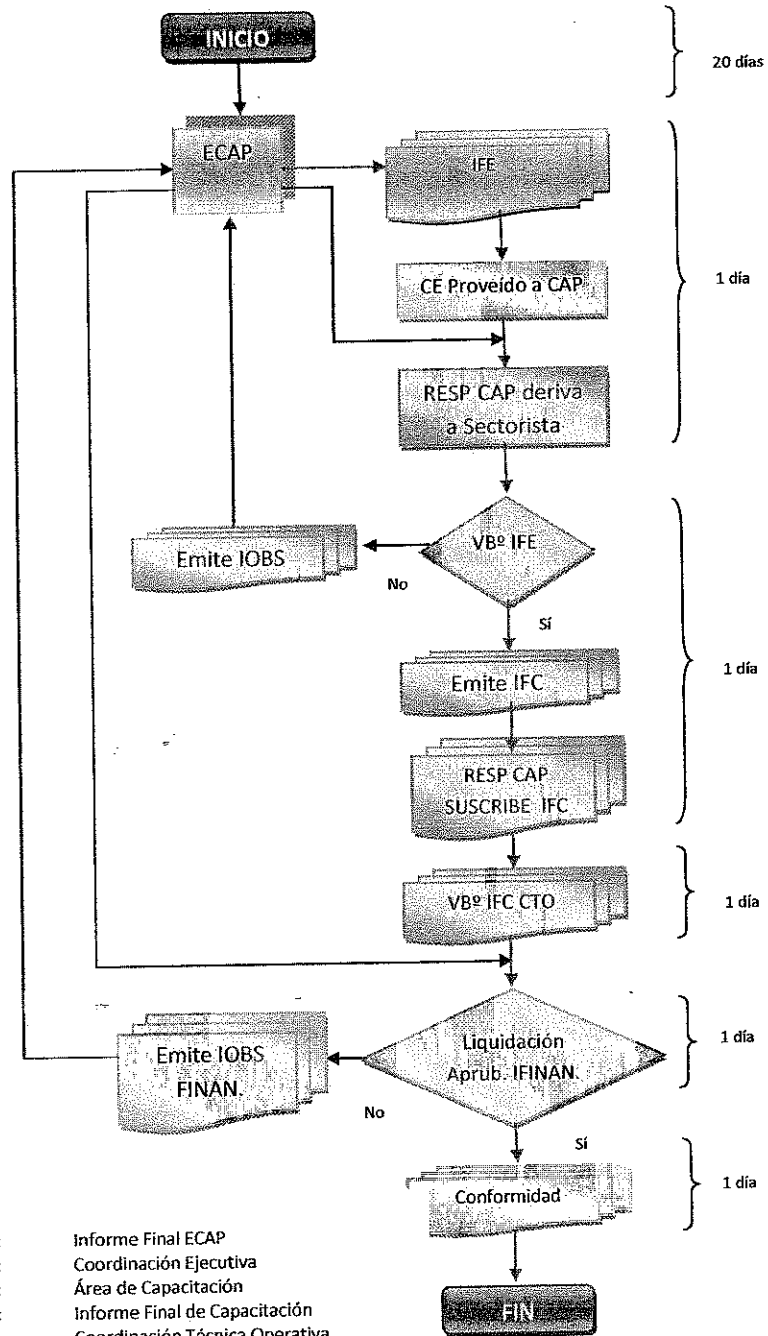 INICIO
20 días
ECAP
IFE
CE Proveído a CAP
1 día
RESP CAP deriva
a Sectorista
VBº IFE
Emite IOBS
No
Sí
Emite IFC
1 día
RESP CAP
SUSCRIBE IFC
VBº IFC CTO
1 día
Liquidación
Aprub. IFINAN.
1 día
Emite IOBS
FINAN.
No
Sí
Conformidad
1 día
: Informe Final ECAP
: Coordinación Ejecutiva
: Área de Capacitación
: Informe Final de Capacitación
Coordinación Técnica Operativa
FIN